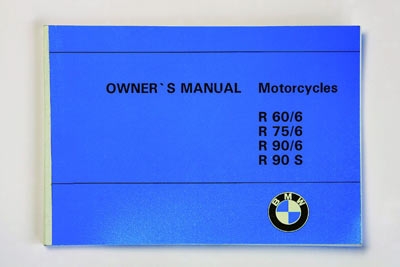 OWNER`S MANUAL Motorcycles
R 60/6
R 75/6
R 90/6
R 90 S
BMW